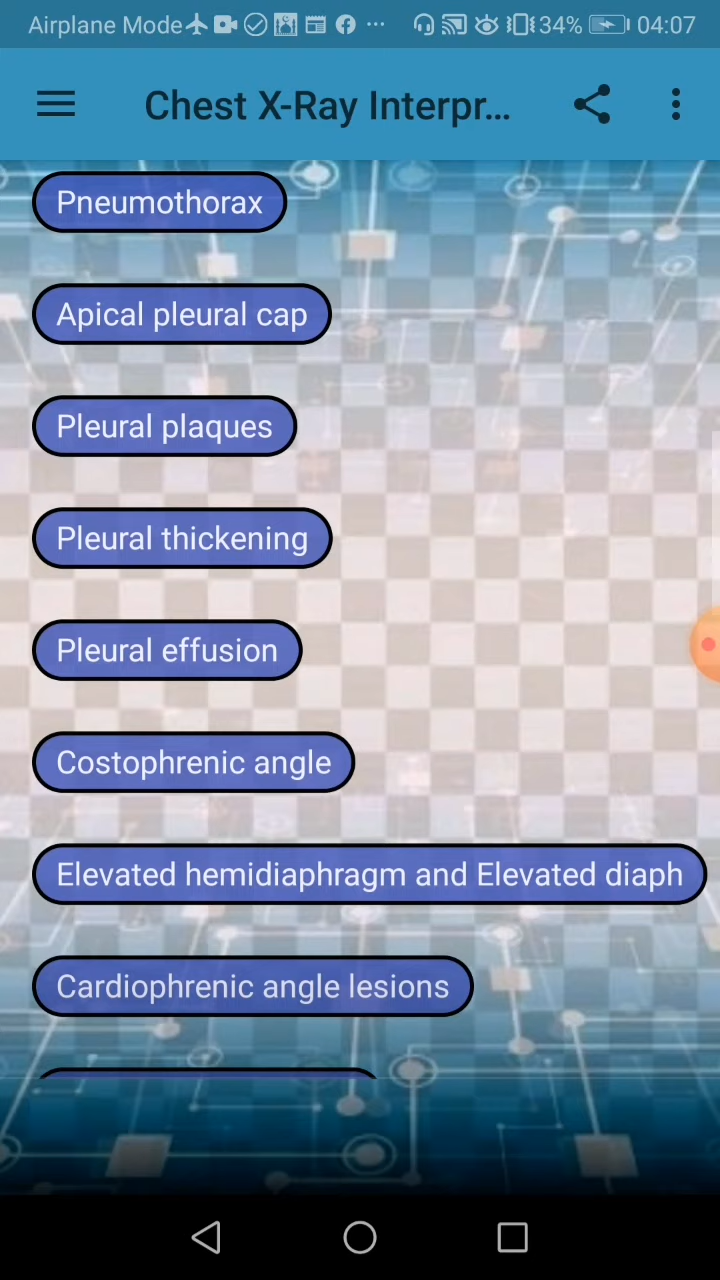 Airplane Mode 34% 04:07
Chest X-Ray Interpr...
Pneumothorax
Apical pleural cap
Pleural plaques
Pleural thickening
Pleural effusion
Costophrenic angle
Elevated hemidiaphragm and Elevated diaph
Cardiophrenic angle lesions